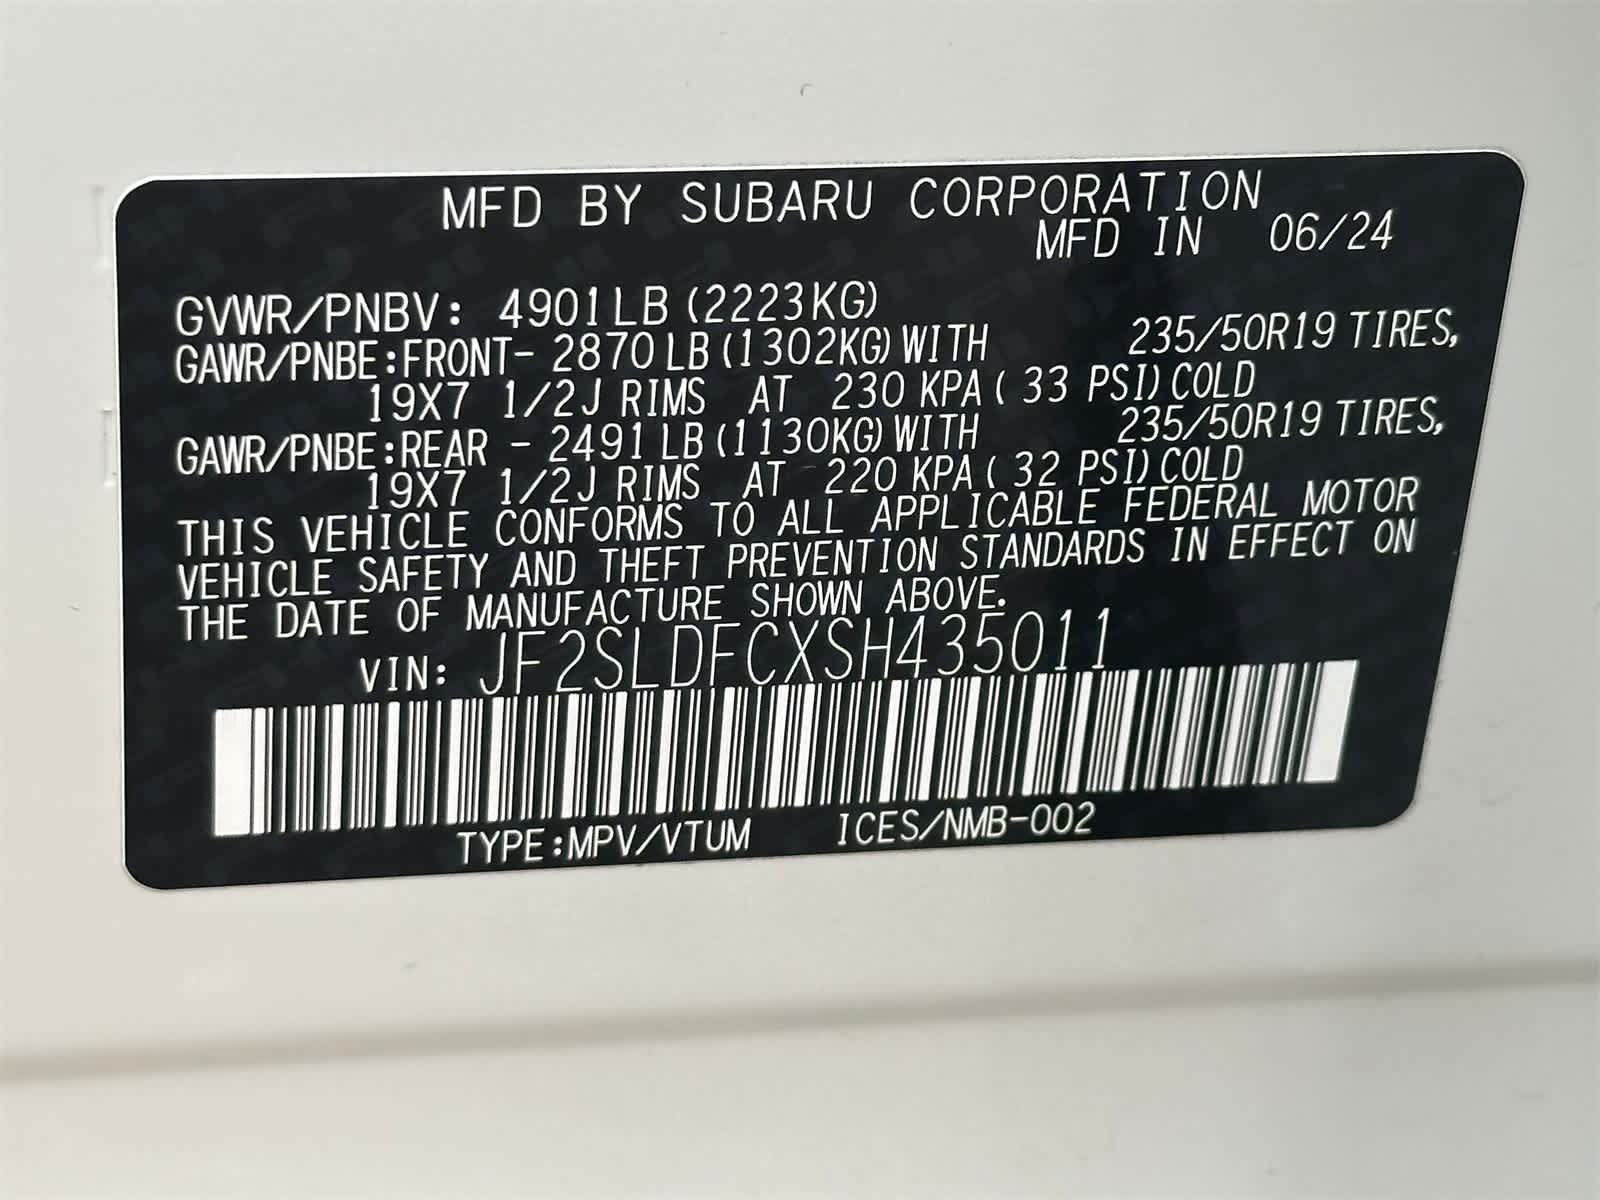 MFD BY SUBARU CORPORATION
MFD IN 06/24
GVWR/PNBV: 4901LB (2223KG)
GAWR/PNBE:FRONT- 2870LB(1302KG)WITH 235/50R19 TIRES,
19X7 1/2J RIMS AT 230 KPA( 33 PSI)COLD
GAWR/PNBE:REAR - 2491LB(1130KG)WITH 235/50R19 TIRES,
19X7 1/2J RIMS AT 220 KPA( 32 PSI)COLD
THIS VEHICLE CONFORMS TO ALL APPLICABLE FEDERAL MOTOR
VEHICLE SAFETY AND THEFT PREVENTION STANDARDS IN EFFECT ON
THE DATE OF MANUFACTURE SHOWN ABOVE.
VIN: JF2SLDFCXSH435011
TYPE:MPV/VTUM ICES/NMB-002